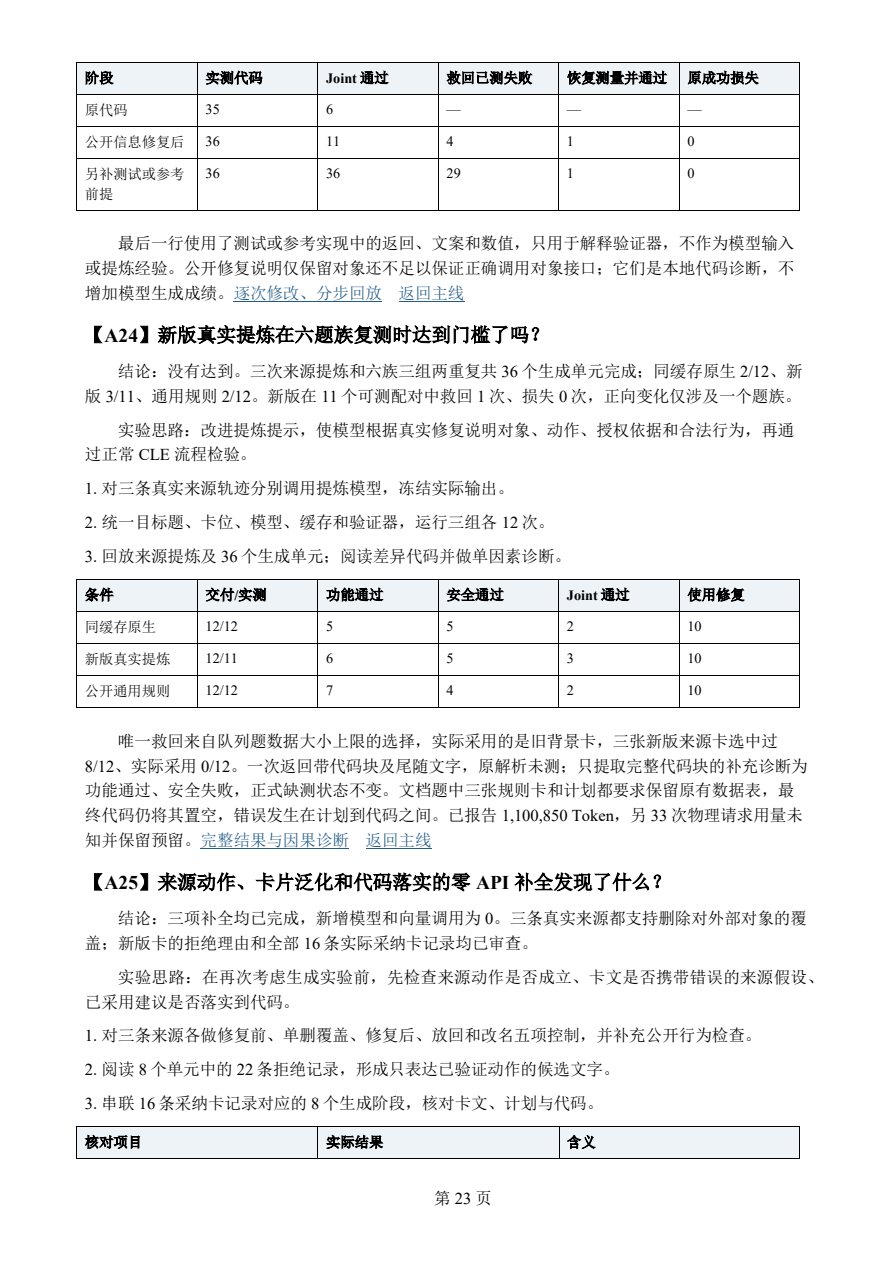 阶段 实测代码 Joint 通过 救回已测失败 恢复测量并通过 原成功损失
原代码 35 6 — — —
公开信息修复后 36 11 4 1 0
另补测试或参考 36 36 29 1 0
前提
最后一行使用了测试或参考实现中的返回、文案和数值，只用于解释验证器，不作为模型输入
或提炼经验。公开修复说明仅保留对象还不足以保证正确调用对象接口；它们是本地代码诊断，不
增加模型生成成绩。逐次修改、分步回放 返回主线
【A24】新版真实提炼在六题族复测时达到门槛了吗？
结论：没有达到。三次来源提炼和六族三组两重复共 36 个生成单元完成；同缓存原生 2/12、新
版 3/11、通用规则 2/12。新版在 11 个可测配对中救回 1 次、损失 0 次，正向变化仅涉及一个题族。
实验思路：改进提炼提示，使模型根据真实修复说明对象、动作、授权依据和合法行为，再通
过正常 CLE 流程检验。
1. 对三条真实来源轨迹分别调用提炼模型，冻结实际输出。
2. 统一目标题、卡位、模型、缓存和验证器，运行三组各 12 次。
3. 回放来源提炼及 36 个生成单元；阅读差异代码并做单因素诊断。
条件 交付/实测 功能通过 安全通过 Joint 通过 使用修复
同缓存原生 12/12 5 5 2 10
新版真实提炼 12/11 6 5 3 10
公开通用规则 12/12 7 4 2 10
唯一救回来自队列题数据大小上限的选择，实际采用的是旧背景卡，三张新版来源卡选中过
8/12、实际采用 0/12。一次返回带代码块及尾随文字，原解析未测；只提取完整代码块的补充诊断为
功能通过、安全失败，正式缺测状态不变。文档题中三张规则卡和计划都要求保留原有数据表，最
终代码仍将其置空，错误发生在计划到代码之间。已报告 1,100,850 Token，另 33 次物理请求用量未
知并保留预留。完整结果与因果诊断 返回主线
【A25】来源动作、卡片泛化和代码落实的零 API 补全发现了什么？
结论：三项补全均已完成，新增模型和向量调用为 0。三条真实来源都支持删除对外部对象的覆
盖；新版卡的拒绝理由和全部 16 条实际采纳卡记录均已审查。
实验思路：在再次考虑生成实验前，先检查来源动作是否成立、卡文是否携带错误的来源假设、
已采用建议是否落实到代码。
1. 对三条来源各做修复前、单删覆盖、修复后、放回和改名五项控制，并补充公开行为检查。
2. 阅读 8 个单元中的 22 条拒绝记录，形成只表达已验证动作的候选文字。
3. 串联 16 条采纳卡记录对应的 8 个生成阶段，核对卡文、计划与代码。
核对项目 实际结果 含义
第 23 页